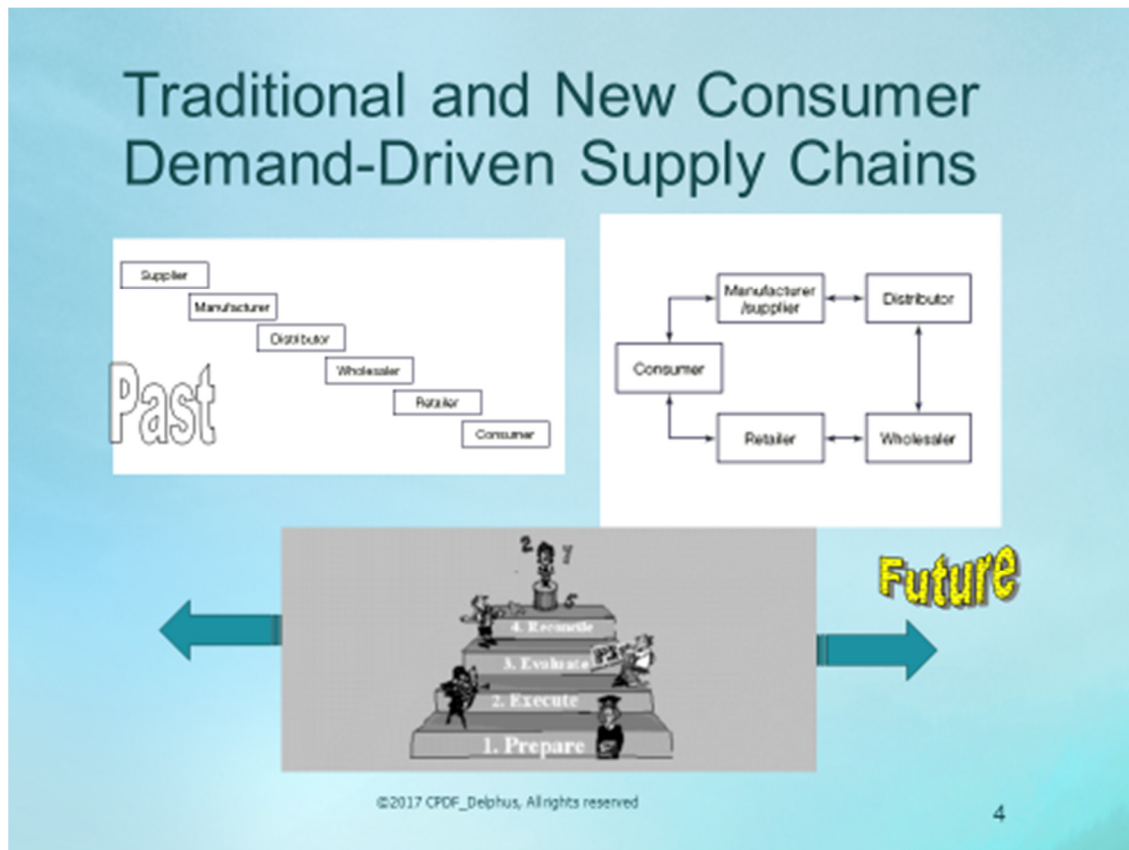 Traditional and New Consumer
Demand-Driven Supply Chains
Supplier
Manufacturer
Distributor
Wholesaler
Retailer
Consumer
Past
Manufacturer
/supplier
Distributor
Consumer
Retailer
Wholesaler
Future
2
4. Reconcile
3. Evaluate
2. Execute
1. Prepare
©2017 CPDF_Delphus, All rights reserved
4